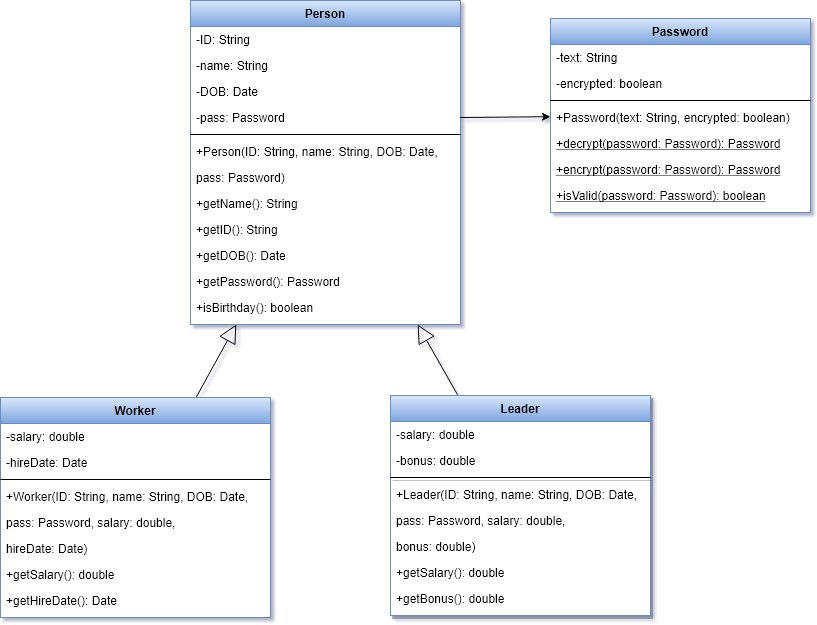 Person
-ID: String
-name: String
-DOB: Date
-pass: Password
+Person(ID: String, name: String, DOB: Date,
pass: Password)
+getName(): String
+getID(): String
+getDOB(): Date
+getPassword(): Password
+isBirthday(): boolean
Password
-text: String
-encrypted: boolean
+Password(text: String, encrypted: boolean)
+decrypt(password: Password): Password
+encrypt(password: Password): Password
+isValid(password: Password): boolean
Worker
-salary: double
-hireDate: Date
+Worker(ID: String, name: String, DOB: Date,
pass: Password, salary: double,
hireDate: Date)
+getSalary(): double
+getHireDate(): Date
Leader
-salary: double
-bonus: double
+Leader(ID: String, name: String, DOB: Date,
pass: Password, salary: double,
bonus: double)
+getSalary(): double
+getBonus(): double